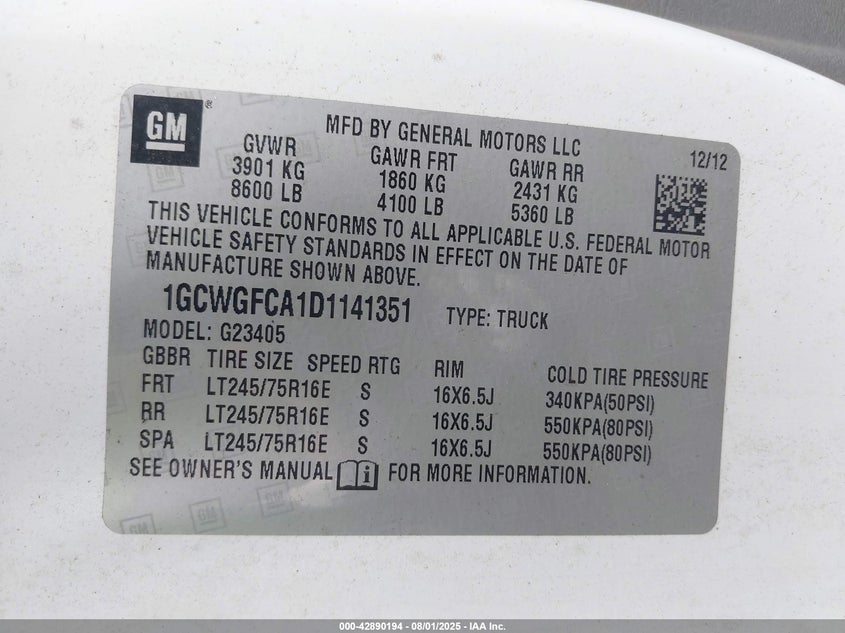 GM ®
MFD BY GENERAL MOTORS LLC
12/12
GVWR GAWR FRT GAWR RR
3901 KG 1860 KG 2431 KG
8600 LB 4100 LB 5360 LB
THIS VEHICLE CONFORMS TO ALL APPLICABLE U.S. FEDERAL MOTOR
VEHICLE SAFETY STANDARDS IN EFFECT ON THE DATE OF
MANUFACTURE SHOWN ABOVE.
1GCWGFCA1D1141351 TYPE: TRUCK
MODEL: G23405
GBBR TIRE SIZE SPEED RTG RIM COLD TIRE PRESSURE
FRT LT245/75R16E S 16X6.5J 340KPA(50PSI)
RR LT245/75R16E S 16X6.5J 550KPA(80PSI)
SPA LT245/75R16E S 16X6.5J 550KPA(80PSI)
SEE OWNER'S MANUAL i FOR MORE INFORMATION.
000-42890194 - 08/01/2025 - IAA Inc.